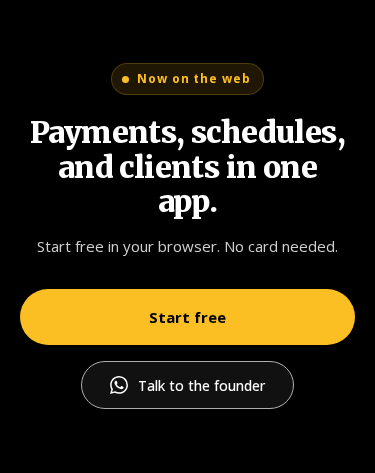 Now on the web
Payments, schedules,
and clients in one
app.
Start free in your browser. No card needed.
Start free
Talk to the founder